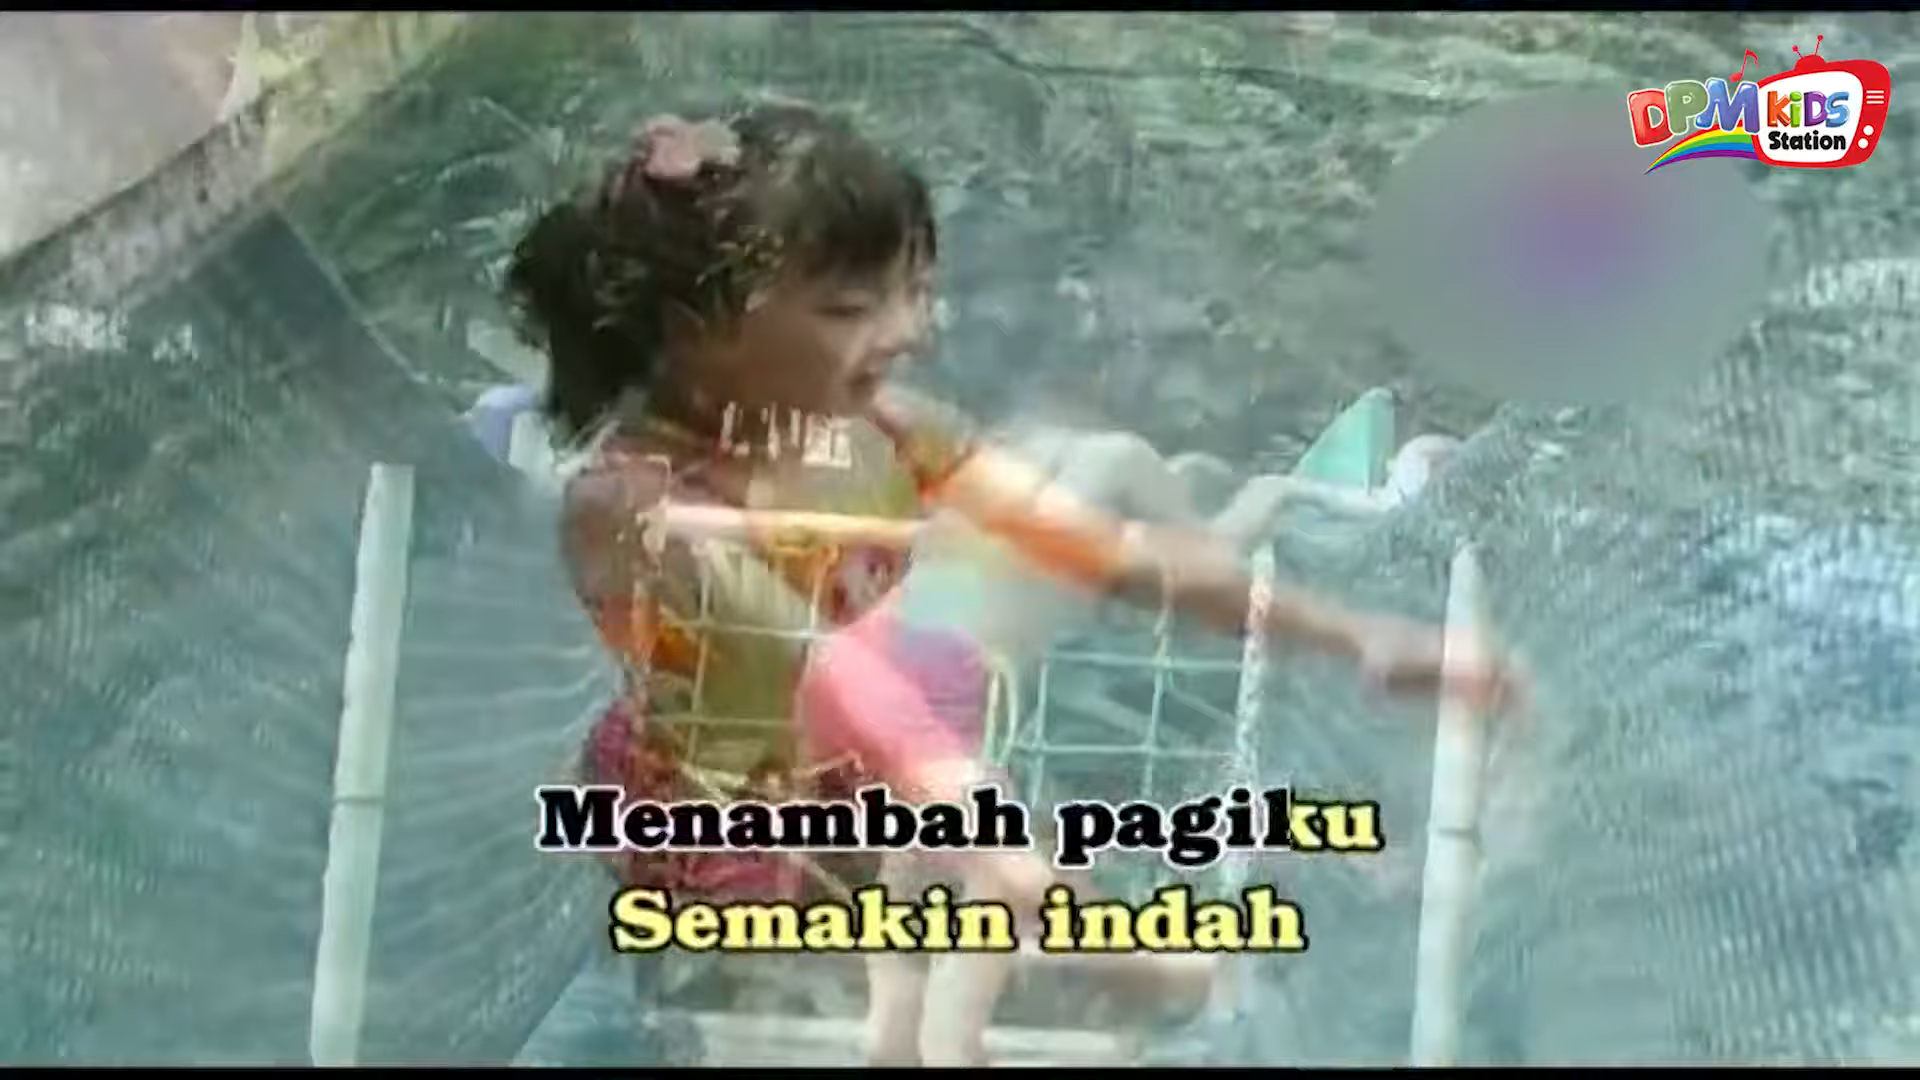 DPM KiDS
Station
Menambah pagiku
Semakin indah